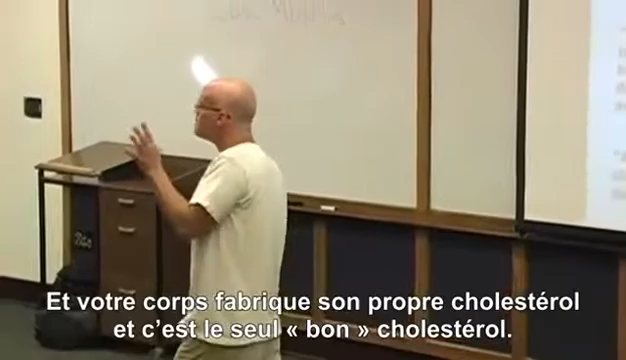 Et votre corps fabrique son propre cholestérol
et c’est le seul « bon » cholestérol.